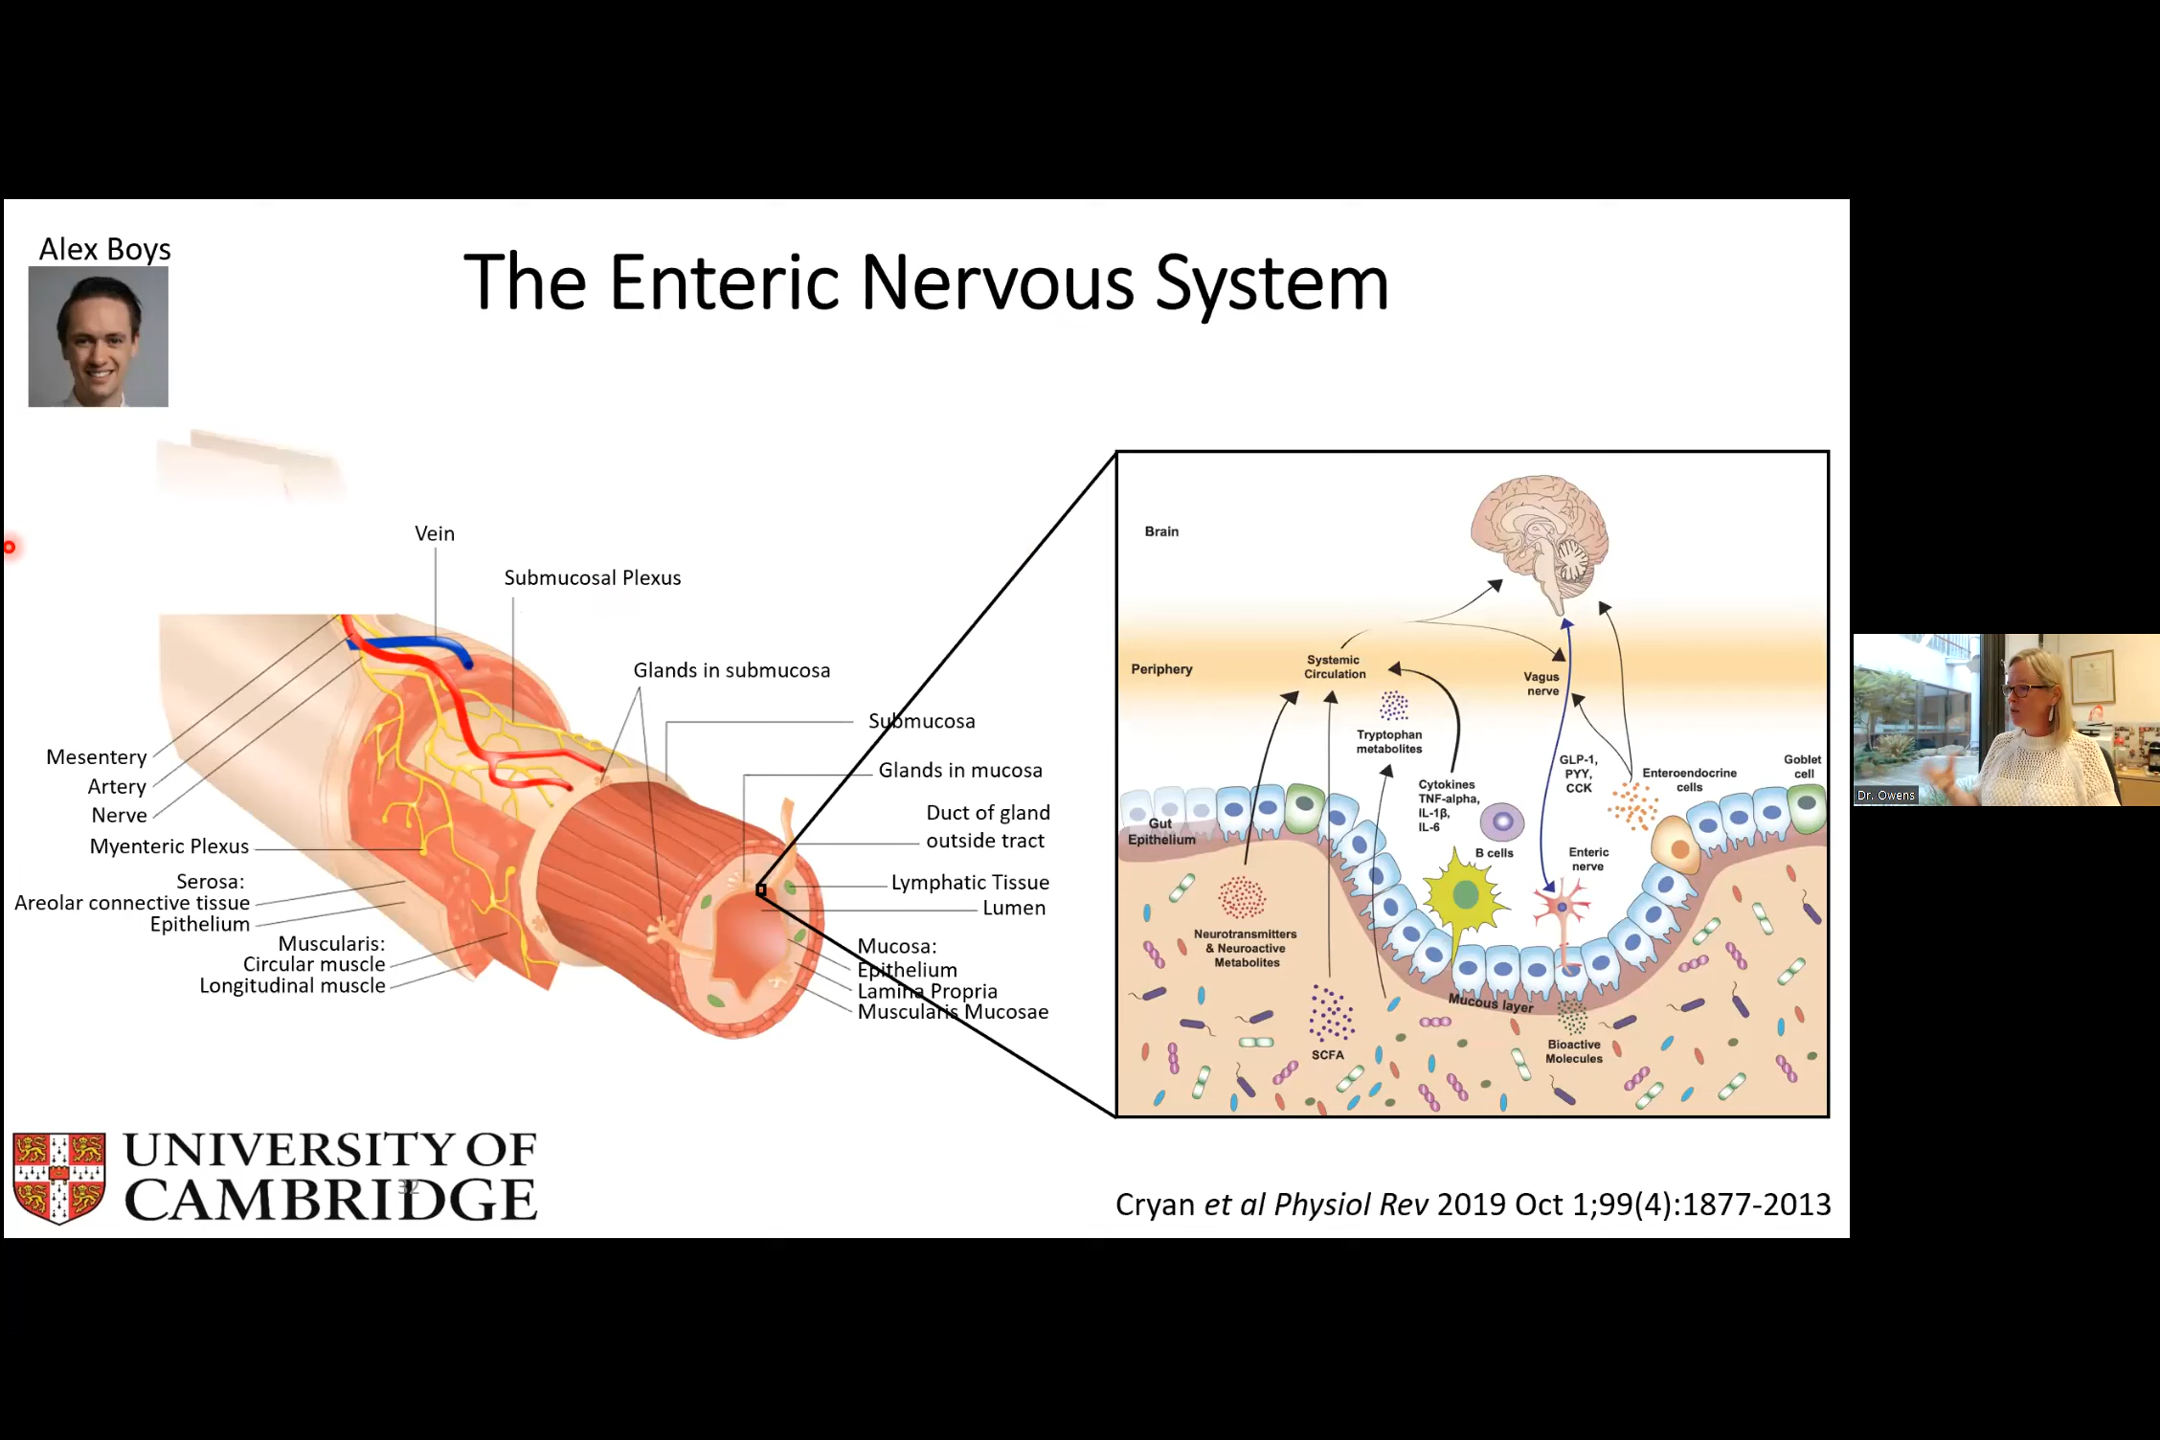 Alex Boys
The Enteric Nervous System
Vein
Submucosal Plexus
Glands in submucosa
Submucosa
Glands in mucosa
Duct of gland
outside tract
Lymphatic Tissue
Lumen
Mucosa:
Epithelium
Lamina Propria
Muscularis Mucosae
Mesentery
Artery
Nerve
Myenteric Plexus
Serosa:
Areolar connective tissue
Epithelium
Muscularis:
Circular muscle
Longitudinal muscle
Brain
Periphery
Systemic
Circulation
Vagus
nerve
Tryptophan
metabolites
Cytokines
TNF-alpha,
IL-1β,
IL-6
GLP-1,
PYY,
CCK
Enteroendocrine
cells
Goblet
cell
Gut
Epithelium
B cells
Enteric
nerve
Neurotransmitters
& Neuroactive
Metabolites
Mucous layer
SCFA
Bioactive
Molecules
UNIVERSITY OF
CAMBRIDGE
32
Cryan et al Physiol Rev 2019 Oct 1;99(4):1877-2013
Dr. Owens